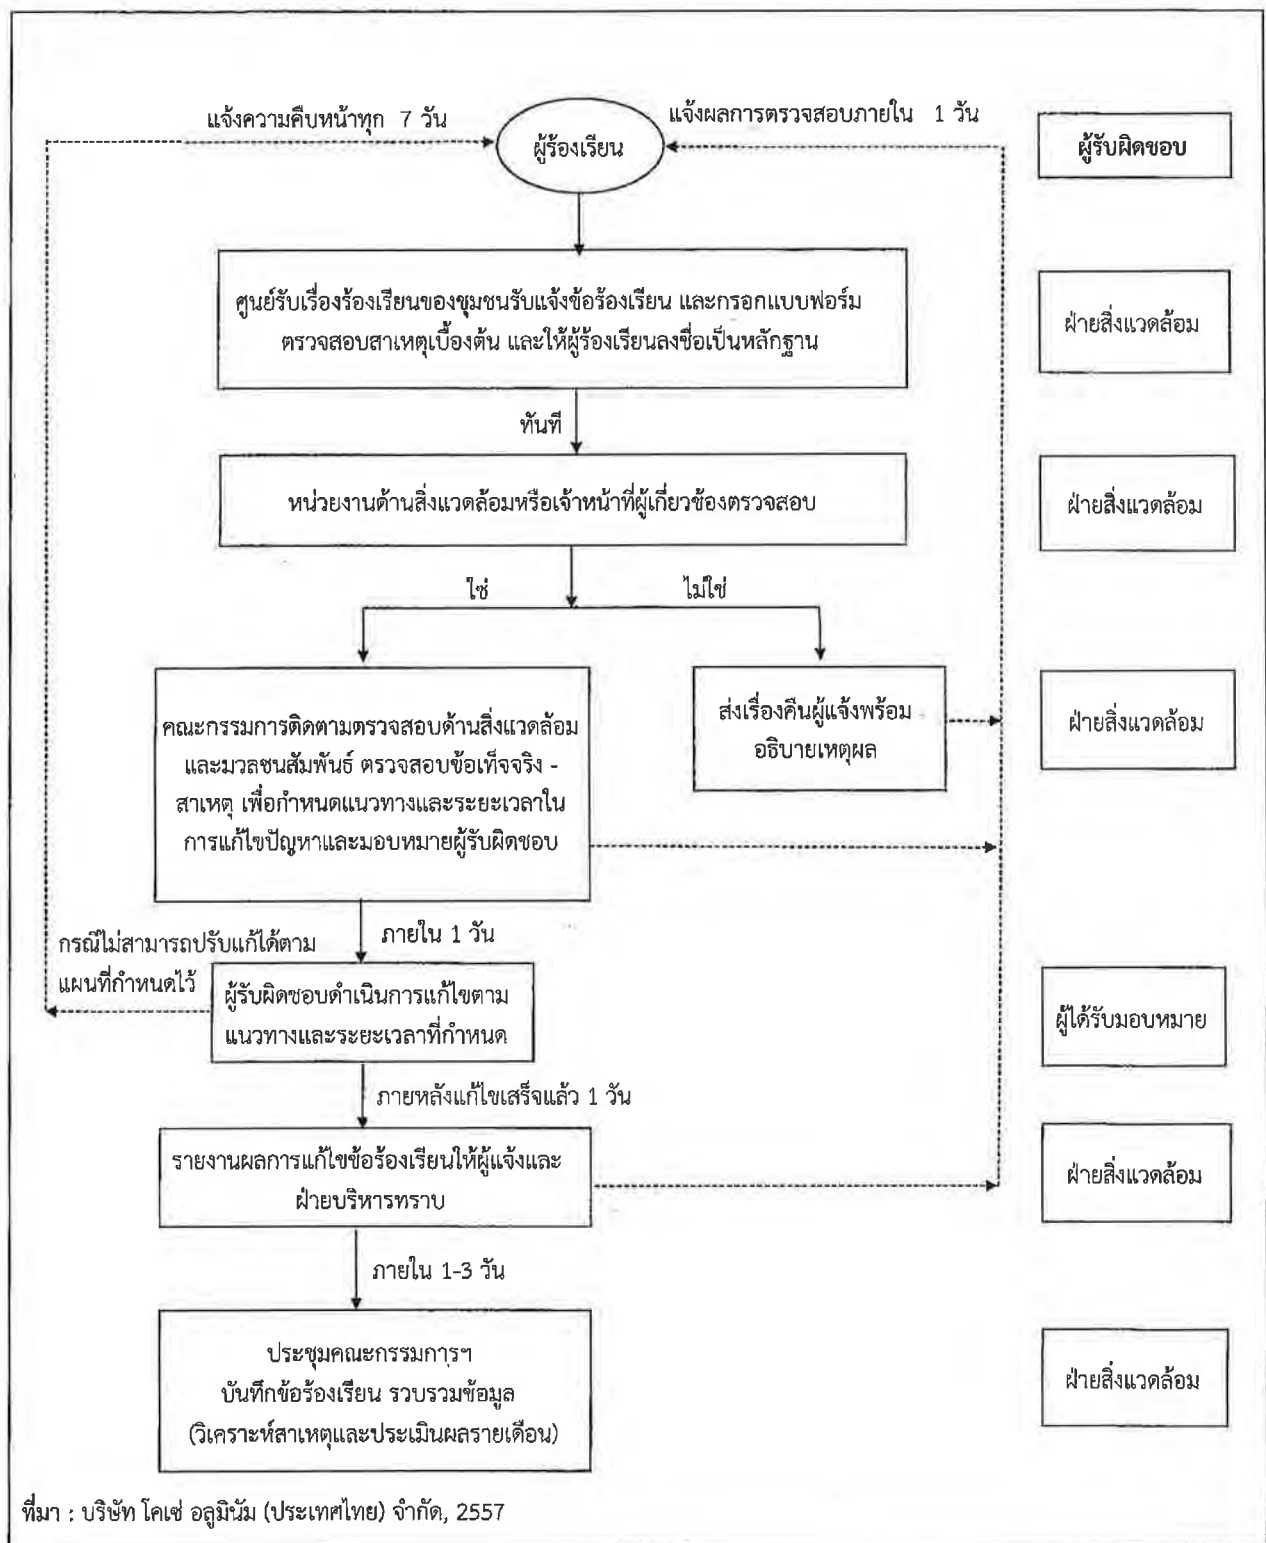 แจ้งความคืบหน้าทุก 7 วัน
แจ้งผลการตรวจสอบภายใน 1 วัน
ผู้ร้องเรียน
ผู้รับผิดชอบ
ศูนย์รับเรื่องร้องเรียนของชุมชนรับแจ้งข้อร้องเรียน และกรอกแบบฟอร์ม
ตรวจสอบสาเหตุเบื้องต้น และให้ผู้ร้องเรียนลงชื่อเป็นหลักฐาน
ฝ่ายสิ่งแวดล้อม
ทันที
หน่วยงานด้านสิ่งแวดล้อมหรือเจ้าหน้าที่ผู้เกี่ยวข้องตรวจสอบ
ฝ่ายสิ่งแวดล้อม
ใช่
ไม่ใช่
คณะกรรมการติดตามตรวจสอบด้านสิ่งแวดล้อม
และมวลชนสัมพันธ์ ตรวจสอบข้อเท็จจริง -
สาเหตุ เพื่อกำหนดแนวทางและระยะเวลาใน
การแก้ไขปัญหาและมอบหมายผู้รับผิดชอบ
ส่งเรื่องคืนผู้แจ้งพร้อม
อธิบายเหตุผล
ฝ่ายสิ่งแวดล้อม
ภายใน 1 วัน
กรณีไม่สามารถปรับแก้ได้ตาม
แผนที่กำหนดไว้
ผู้รับผิดชอบดำเนินการแก้ไขตาม
แนวทางและระยะเวลาที่กำหนด
ผู้ได้รับมอบหมาย
ภายหลังแก้ไขเสร็จแล้ว 1 วัน
รายงานผลการแก้ไขข้อร้องเรียนให้ผู้แจ้งและ
ฝ่ายบริหารทราบ
ฝ่ายสิ่งแวดล้อม
ภายใน 1-3 วัน
ประชุมคณะกรรมการฯ
บันทึกข้อร้องเรียน รวบรวมข้อมูล
(วิเคราะห์สาเหตุและประเมินผลรายเดือน)
ฝ่ายสิ่งแวดล้อม
ที่มา : บริษัท โคเซ่ อลูมินัม (ประเทศไทย) จำกัด, 2557